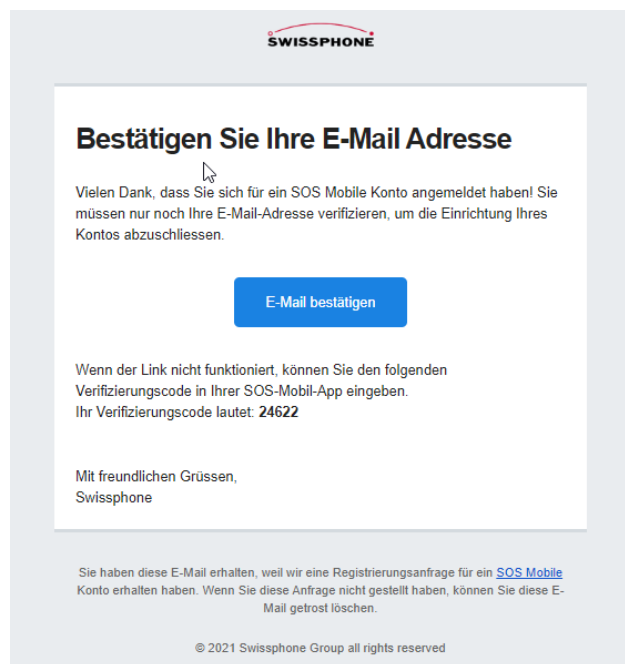 SWISSPHONE
Bestätigen Sie Ihre E-Mail Adresse
Vielen Dank, dass Sie sich für ein SOS Mobile Konto angemeldet haben! Sie
müssen nur noch Ihre E-Mail-Adresse verifizieren, um die Einrichtung Ihres
Kontos abzuschliessen.
E-Mail bestätigen
Wenn der Link nicht funktioniert, können Sie den folgenden
Verifizierungscode in Ihrer SOS-Mobil-App eingeben.
Ihr Verifizierungscode lautet: 24622
Mit freundlichen Grüssen,
Swissphone
Sie haben diese E-Mail erhalten, weil wir eine Registrierungsanfrage für ein SOS Mobile
Konto erhalten haben. Wenn Sie diese Anfrage nicht gestellt haben, können Sie diese E-
Mail getrost löschen.
© 2021 Swissphone Group all rights reserved